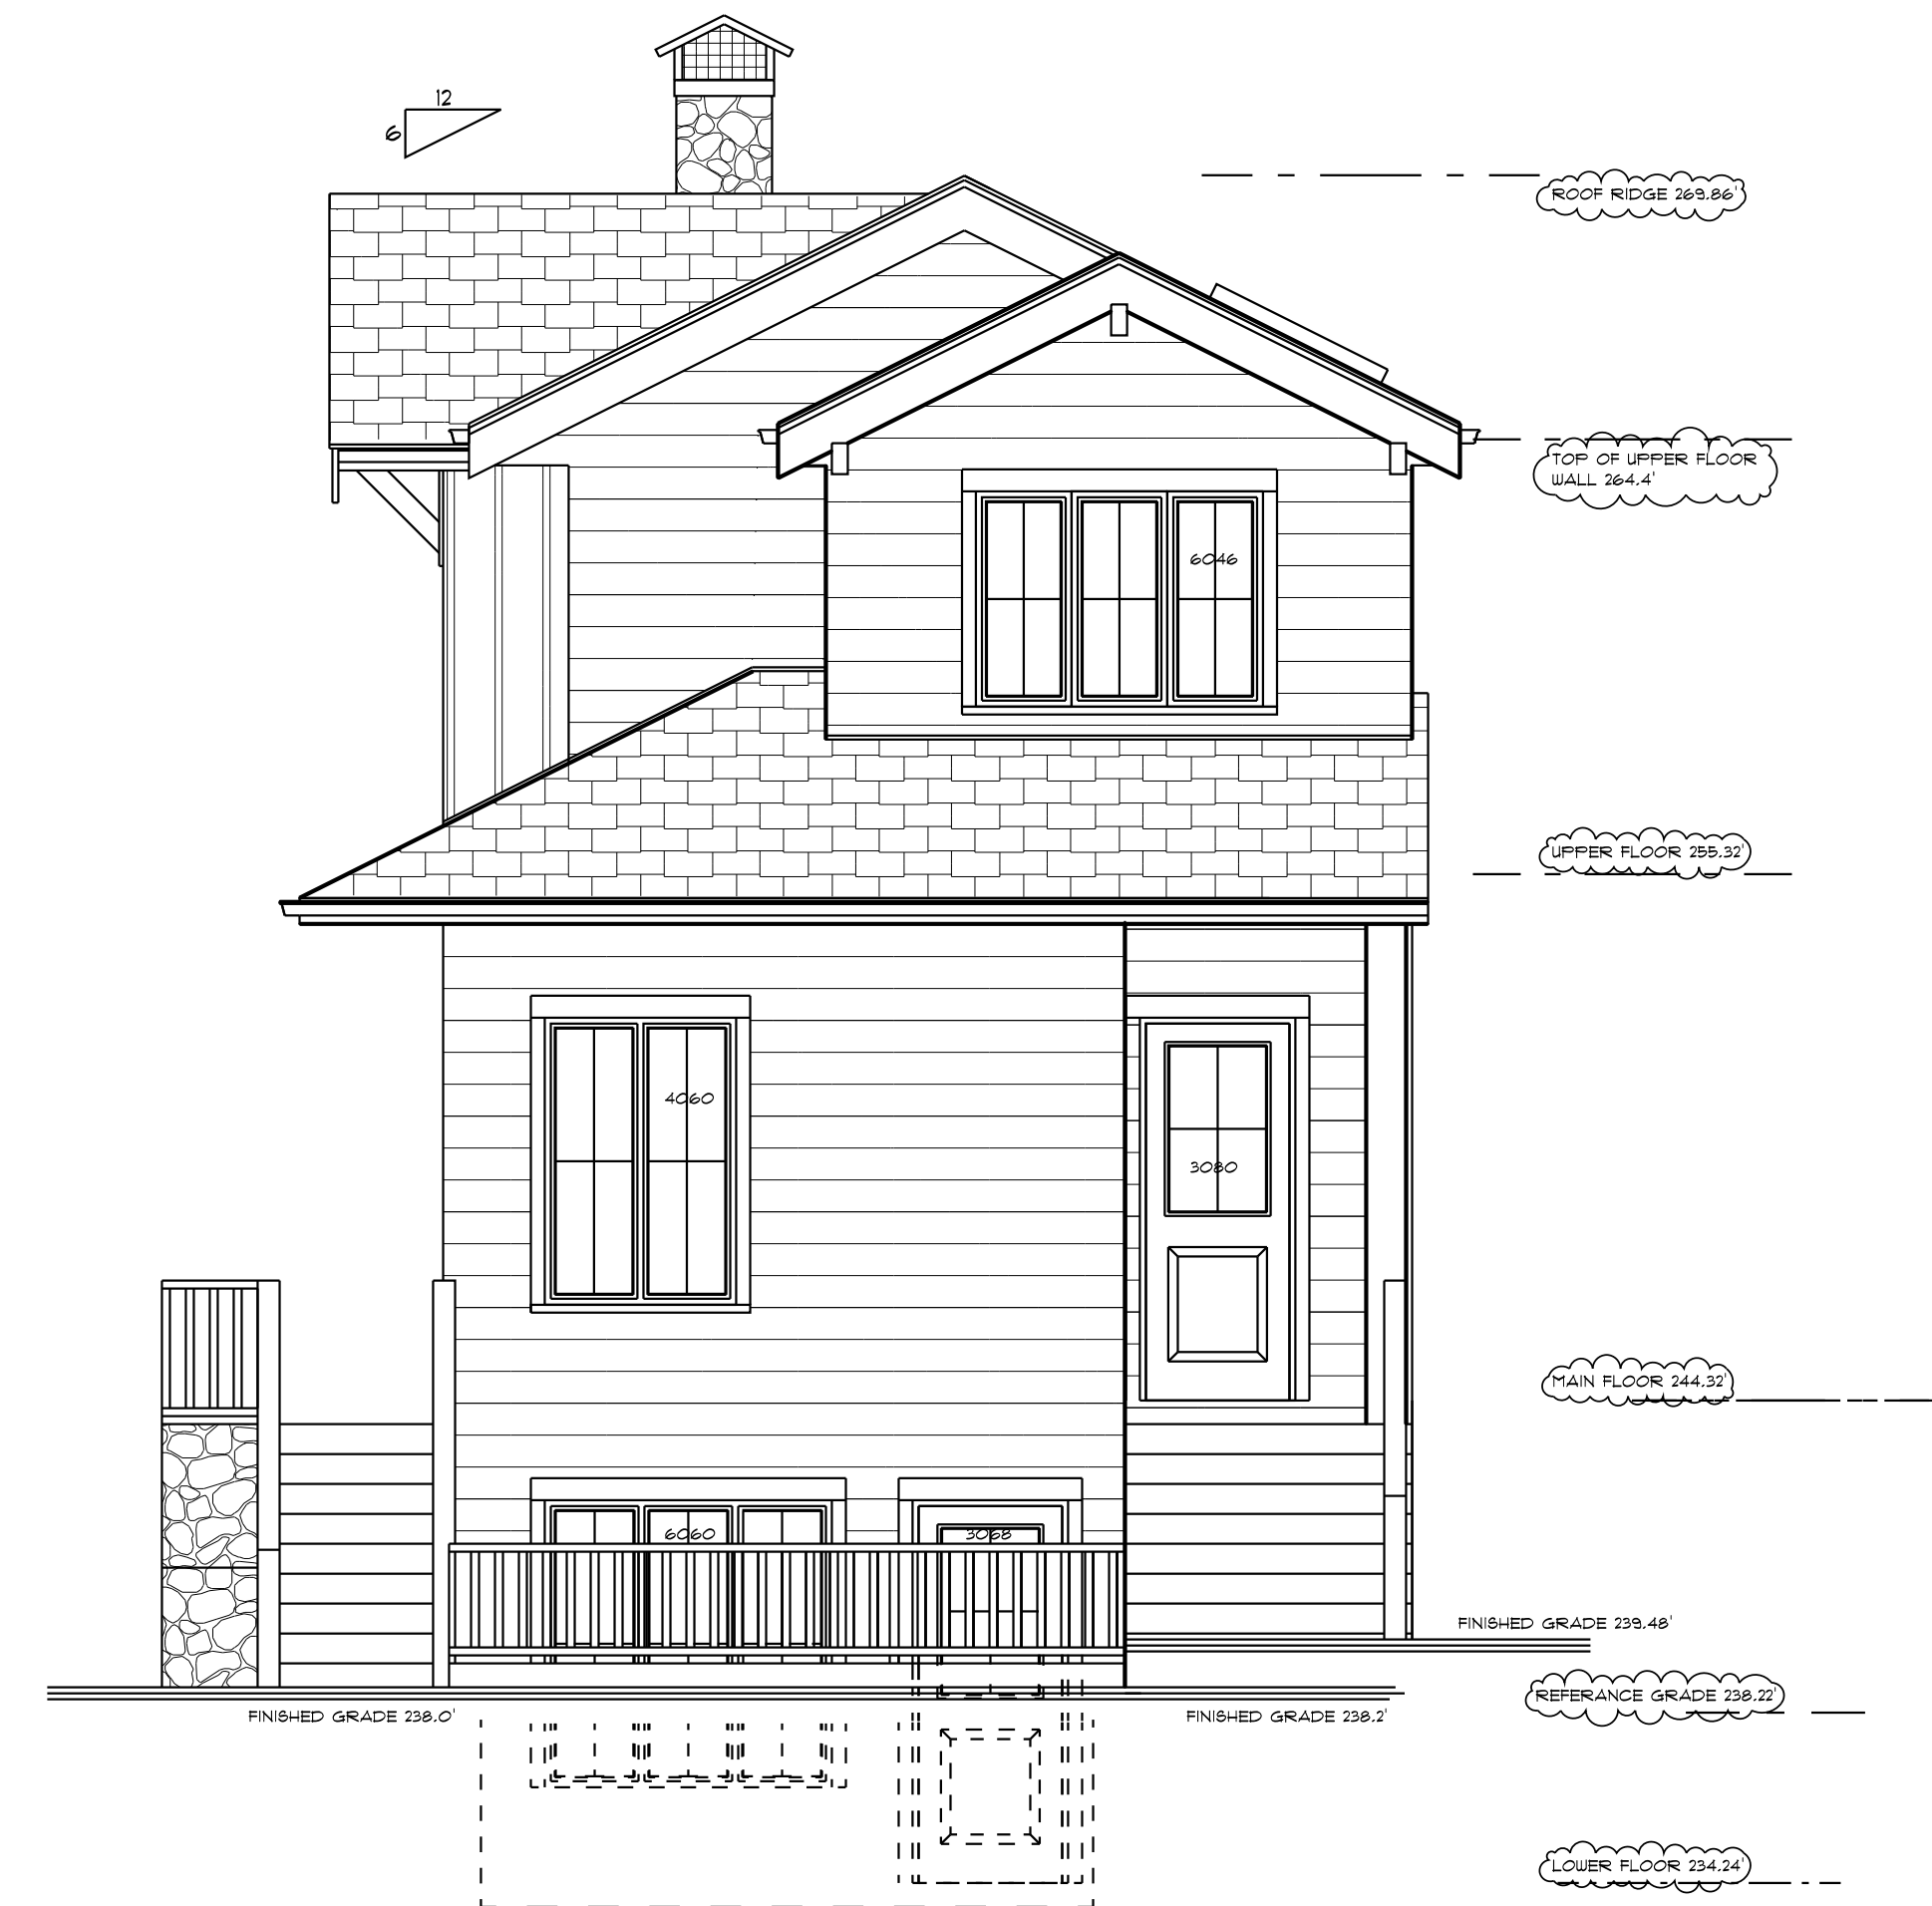 12
6
ROOF RIDGE 269.86'
TOP OF UPPER FLOOR
WALL 264.4'
6046
UPPER FLOOR 255.32'
4060
3080
MAIN FLOOR 244.32'
6060
3068
FINISHED GRADE 239.48'
REFERANCE GRADE 238.22'
FINISHED GRADE 238.0'
FINISHED GRADE 238.2'
LOWER FLOOR 234.24'